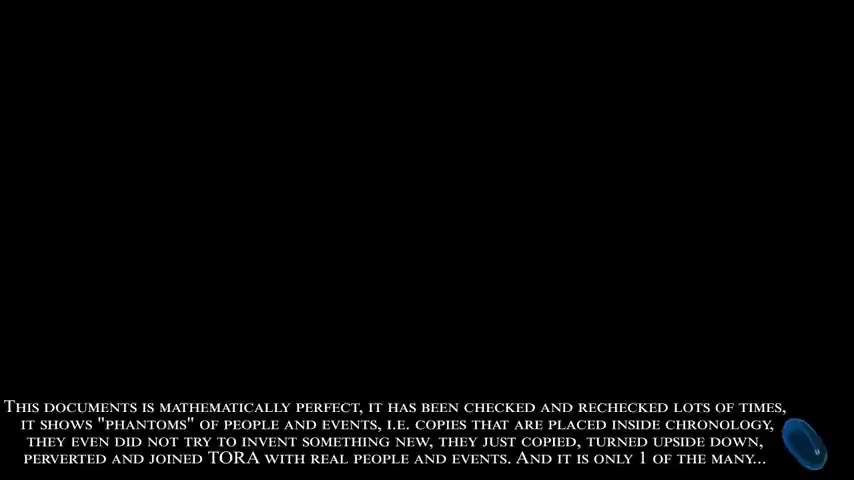 This documents is mathematically perfect, it has been checked and rechecked lots of times,
it shows "phantoms" of people and events, i.e. copies that are placed inside chronology,
they even did not try to invent something new, they just copied, turned upside down,
perverted and joined TORA with real people and events. And it is only 1 of the many...